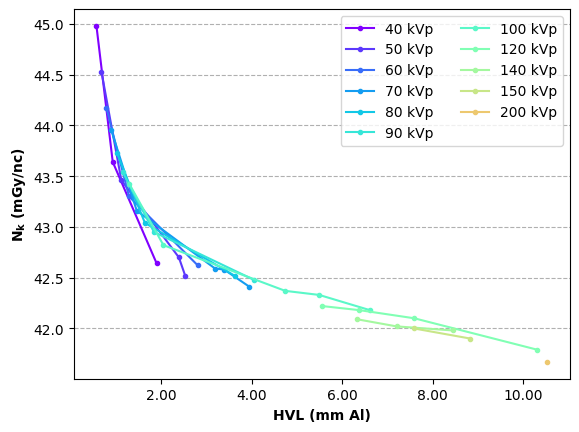 45.0
44.5
44.0
43.5
43.0
42.5
42.0
N_k (mGy/nc)
2.00 4.00 6.00 8.00 10.00
HVL (mm Al)
40 kVp
50 kVp
60 kVp
70 kVp
80 kVp
90 kVp
100 kVp
120 kVp
140 kVp
150 kVp
200 kVp